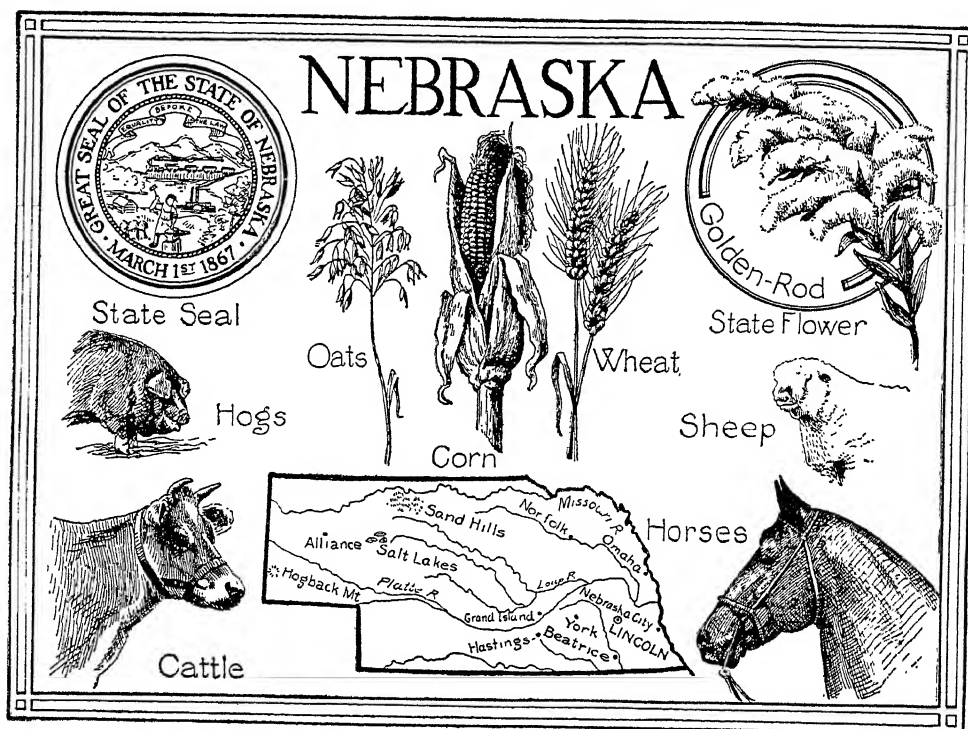 NEBRASKA
GREAT SEAL OF THE STATE OF NEBRASKA
EQUALITY BEFORE THE LAW
• MARCH 1ST 1867 •
State Seal
Golden-Rod
State Flower
Oats
Corn
Wheat
Hogs
Sheep
Cattle
Horses
Sand Hills
Norfolk
Missouri R
Omaha
Alliance
Salt Lakes
Hogback Mt
Platte R
Loup R
Grand Island
Nebraska City
LINCOLN
York
Hastings
Beatrice